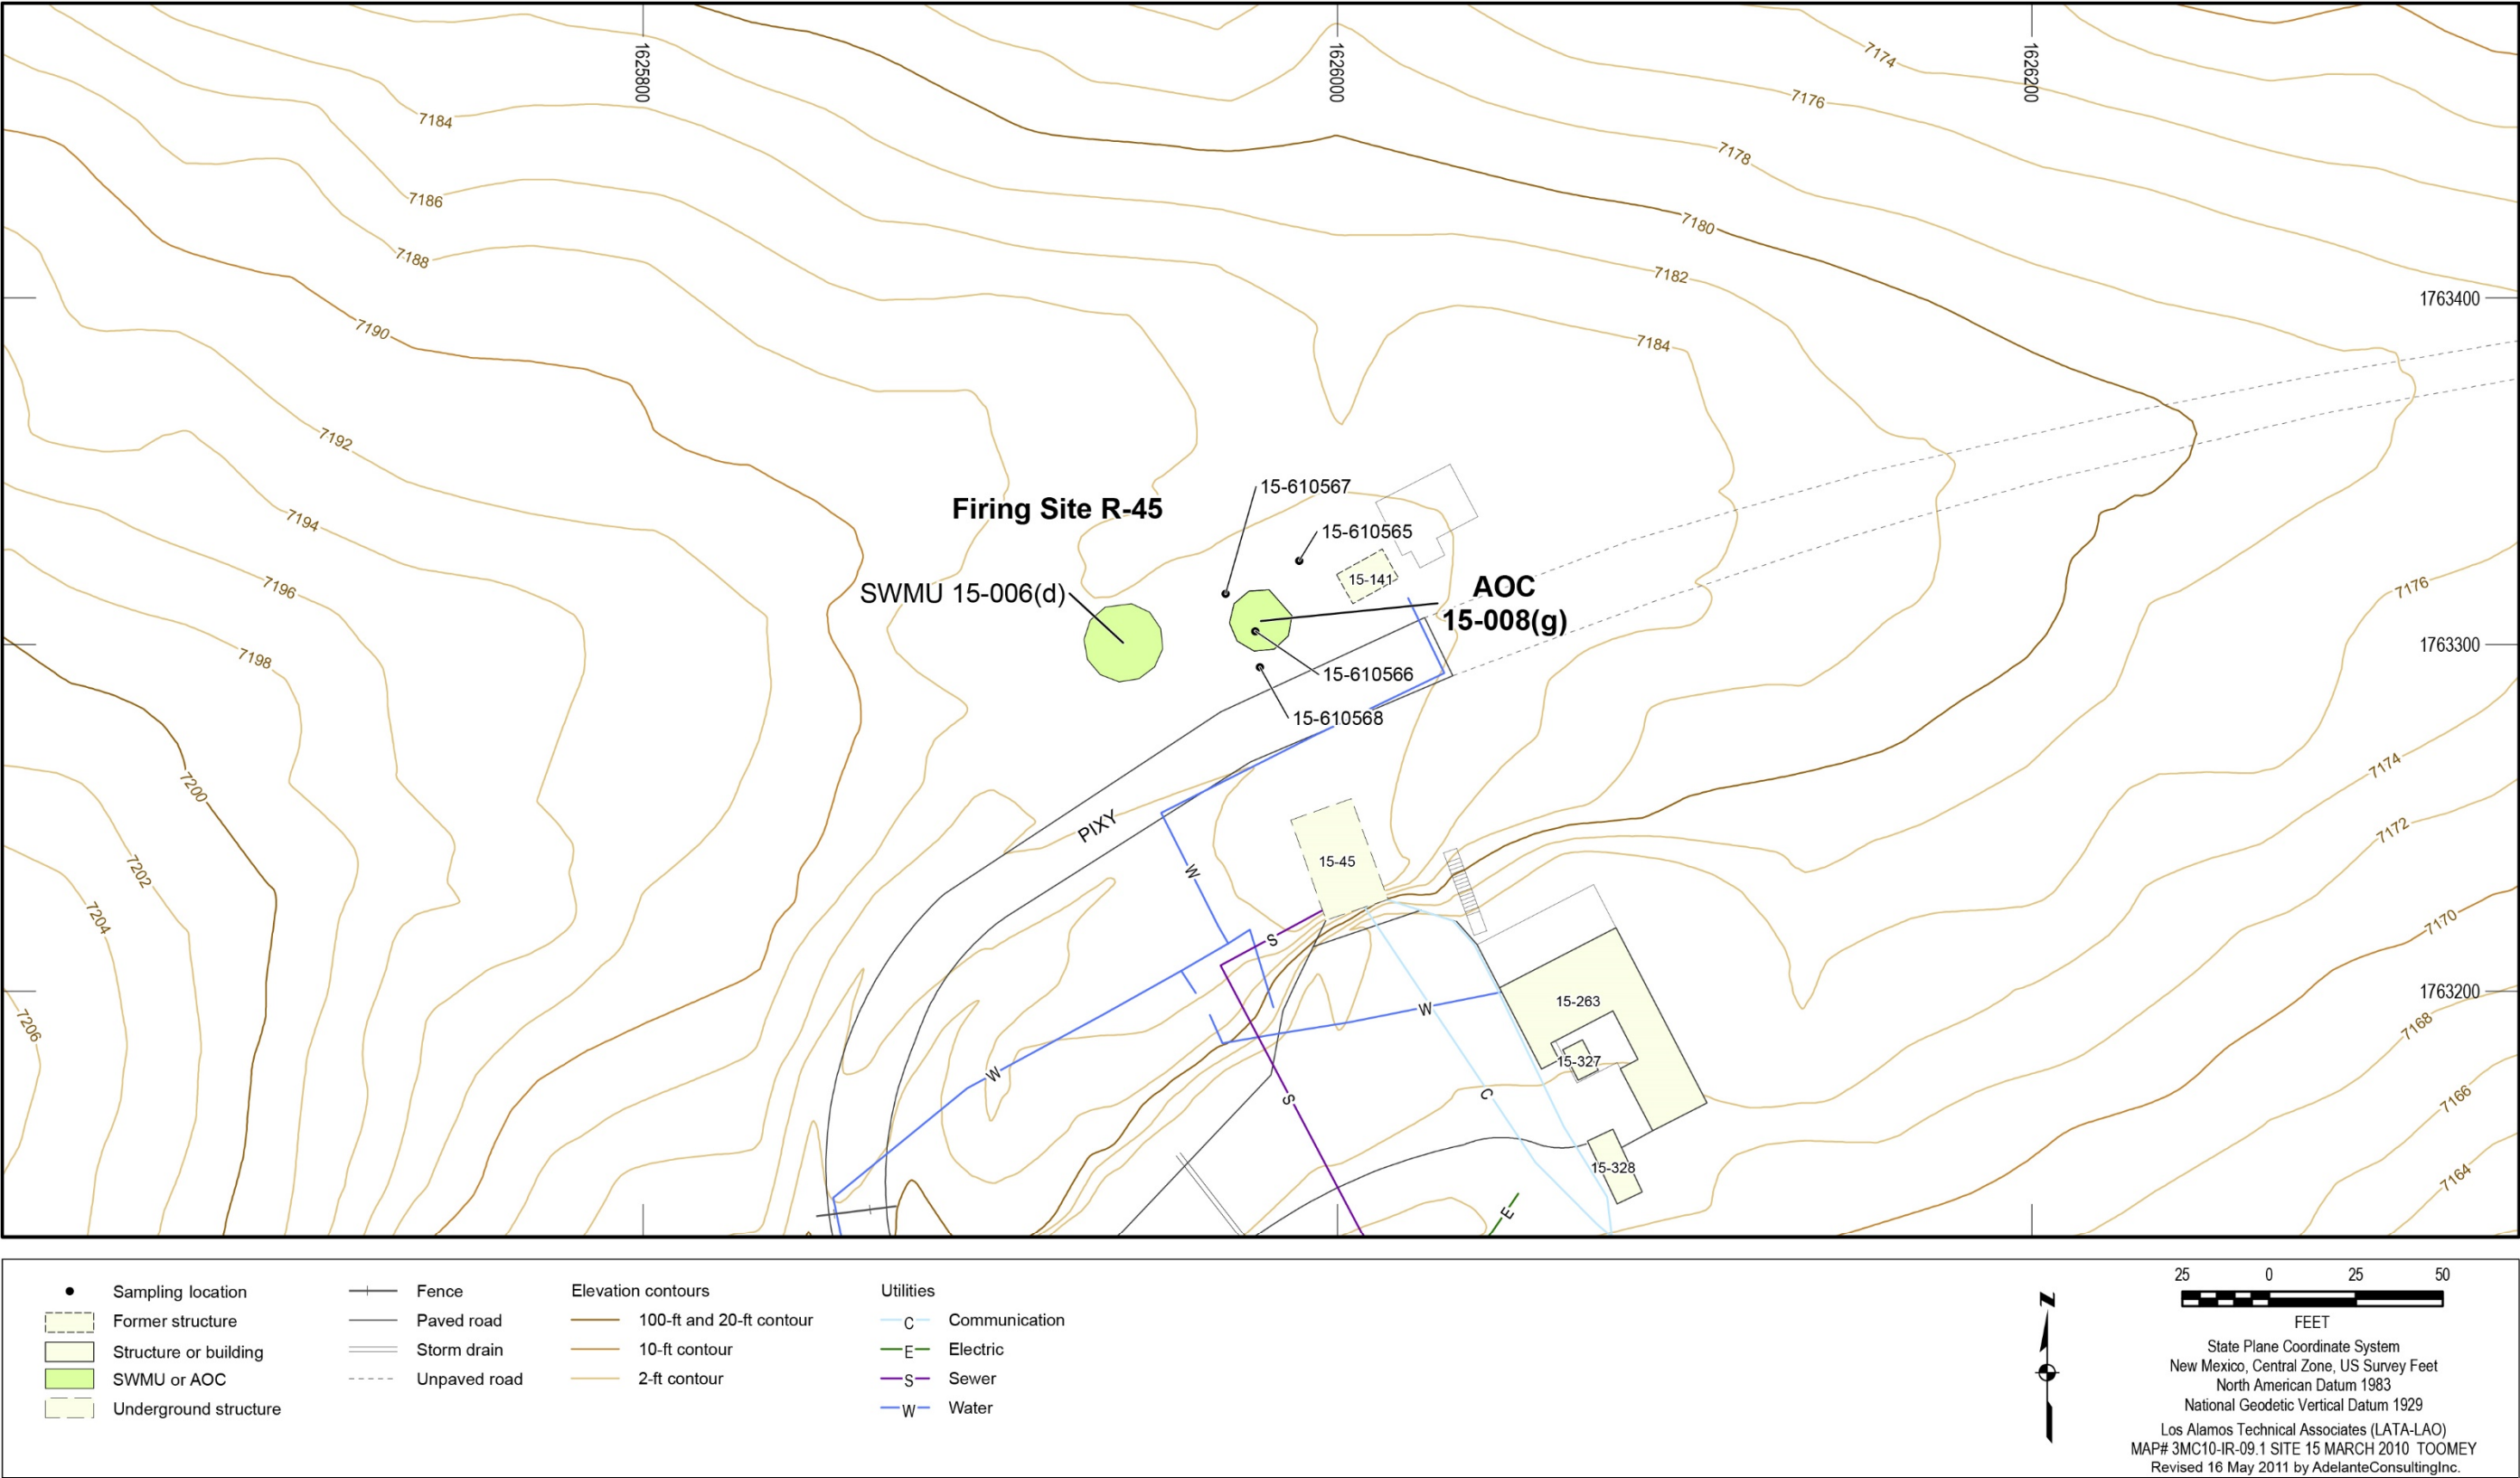 1625800
1626000
1626200
7174
7176
7184
7178
7186
7180
7188
7182
1763400
7190
7184
7192
15-610567
Firing Site R-45
7194
15-610565
15-141
7196
SWMU 15-006(d)
AOC
15-008(g)
7176
1763300
7198
15-610566
15-610568
7200
7174
PIXY
7172
7202
W
15-45
7204
7170
S
1763200
15-263
W
7206
7168
15-327
W
S
C
7166
15-328
7164
E
Sampling location
Former structure
Structure or building
SWMU or AOC
Underground structure
Fence
Paved road
Storm drain
Unpaved road
Elevation contours
100-ft and 20-ft contour
10-ft contour
2-ft contour
Utilities
C Communication
E Electric
S Sewer
W Water
N
25 0 25 50
FEET
State Plane Coordinate System
New Mexico, Central Zone, US Survey Feet
North American Datum 1983
National Geodetic Vertical Datum 1929
Los Alamos Technical Associates (LATA-LAO)
MAP# 3MC10-IR-09.1 SITE 15 MARCH 2010 TOOMEY
Revised 16 May 2011 by AdelanteConsultingInc.